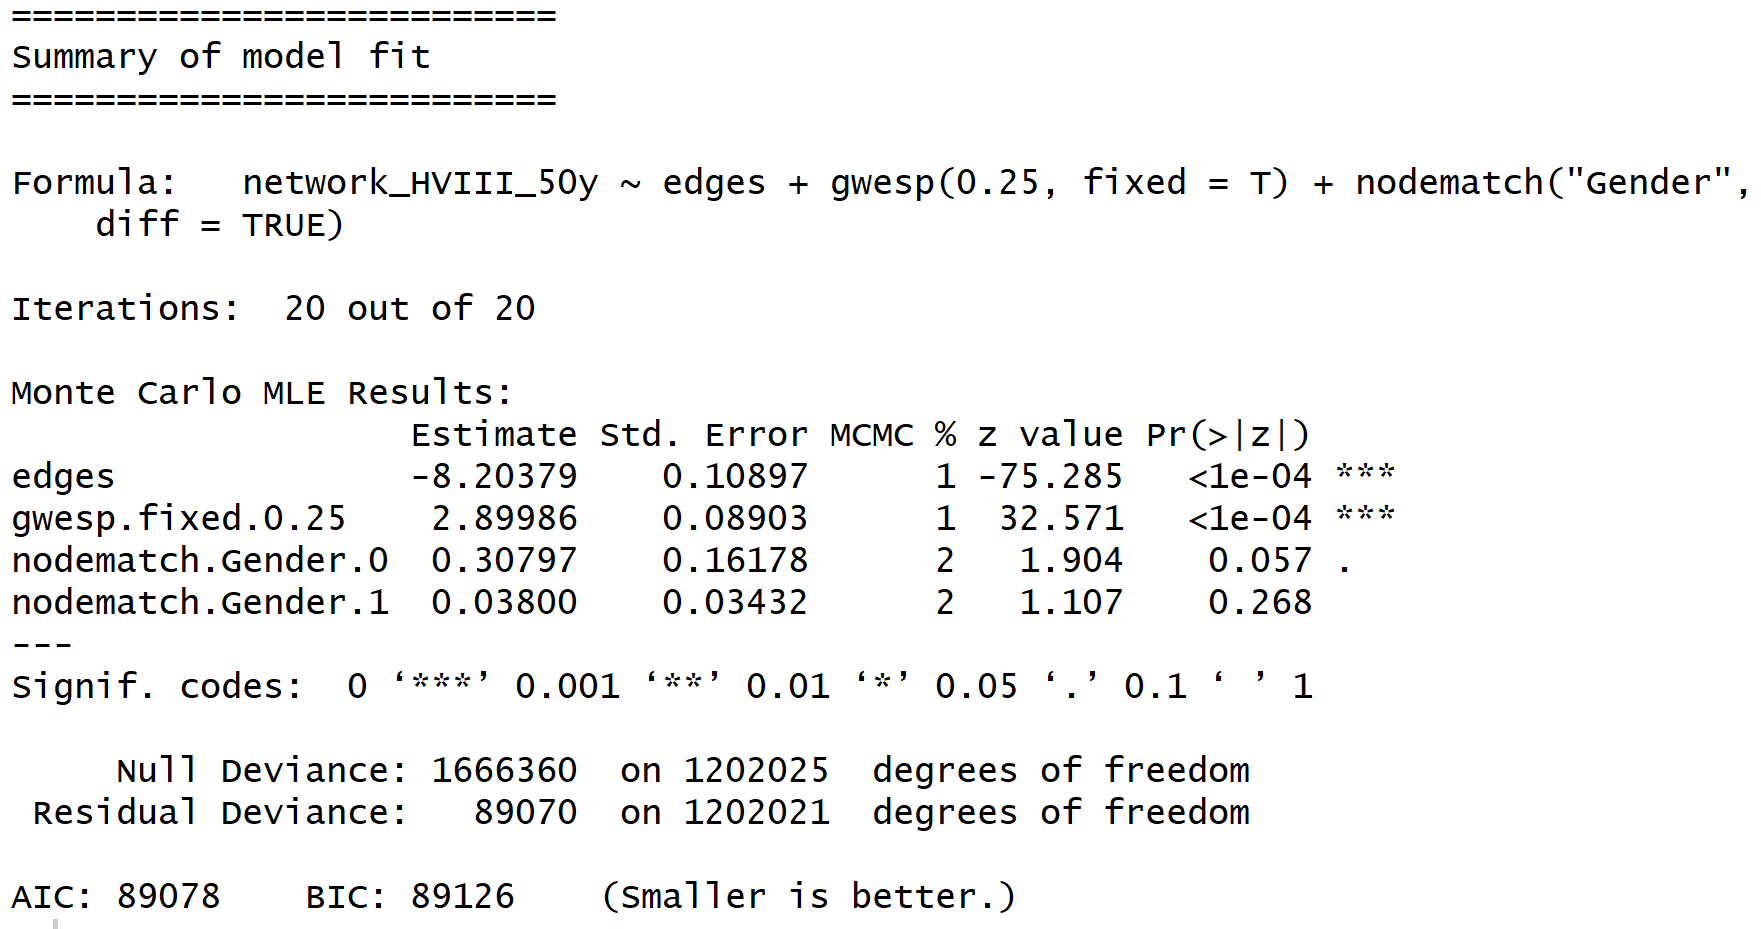 ==========================
Summary of model fit
==========================
Formula:   network_HVIII_50y ~ edges + gwesp(0.25, fixed = T) + nodematch("Gender",
    diff = TRUE)
Iterations:  20 out of 20
Monte Carlo MLE Results:
                   Estimate Std. Error MCMC % z value Pr(>|z|)
edges              -8.20379    0.10897      1 -75.285   <1e-04 ***
gwesp.fixed.0.25    2.89986    0.08903      1  32.571   <1e-04 ***
nodematch.Gender.0  0.30797    0.16178      2   1.904    0.057 .
nodematch.Gender.1  0.03800    0.03432      2   1.107    0.268
---
Signif. codes:  0 ‘***’ 0.001 ‘**’ 0.01 ‘*’ 0.05 ‘.’ 0.1 ‘ ’ 1
     Null Deviance: 1666360  on 1202025  degrees of freedom
 Residual Deviance:   89070  on 1202021  degrees of freedom
AIC: 89078    BIC: 89126    (Smaller is better.)